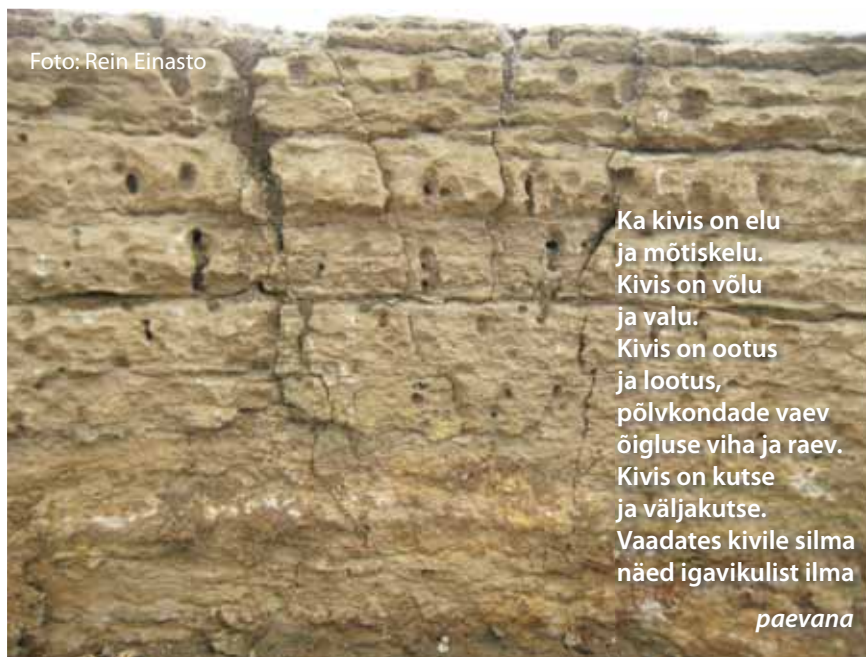 Foto: Rein Einasto
Ka kivis on elu
ja mõtiskelu.
Kivis on võlu
ja valu.
Kivis on ootus
ja lootus,
põlvkondade vaev
õigluse viha ja raev.
Kivis on kutse
ja väljakutse.
Vaadates kivile silma
näed igavikulist ilma
paevana